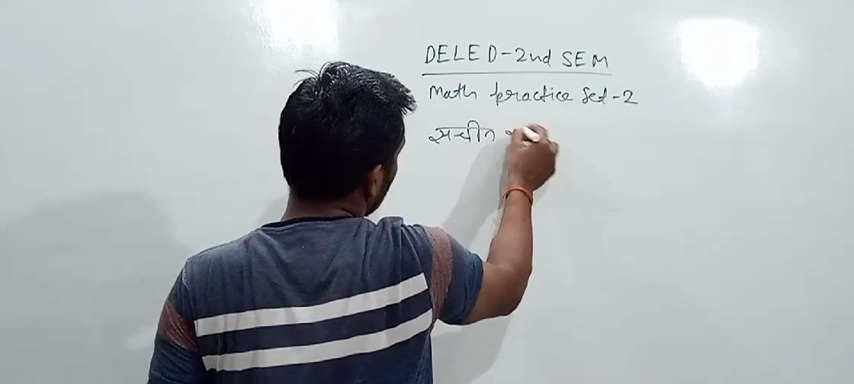 DELED-2nd SEM
Math practice Set-2
सचीन